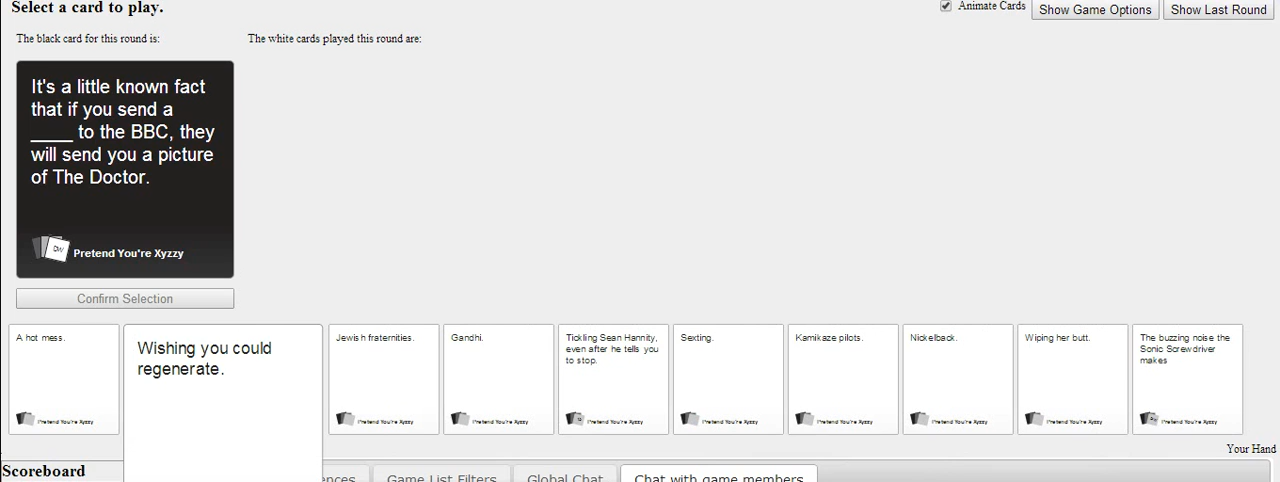 Select a card to play.
Animate Cards
Show Game Options
Show Last Round
The black card for this round is:
The white cards played this round are:
It's a little known fact
that if you send a
____ to the BBC, they
will send you a picture
of The Doctor.
DW
Pretend You're Xyzzy
Confirm Selection
A hot mess.
Pretend You're Xyzzy
Wishing you could
regenerate.
Jewish fraternities.
Pretend You're Xyzzy
Gandhi.
Pretend You're Xyzzy
Tickling Sean Hannity,
even after he tells you
to stop.
Pretend You're Xyzzy
Sexting.
Pretend You're Xyzzy
Kamikaze pilots.
Pretend You're Xyzzy
Nickelback.
Pretend You're Xyzzy
Wiping her butt.
Pretend You're Xyzzy
The buzzing noise the
Sonic Screwdriver
makes
Pretend You're Xyzzy
Your Hand
Scoreboard
Game List Filters
Global Chat
Chat with game members